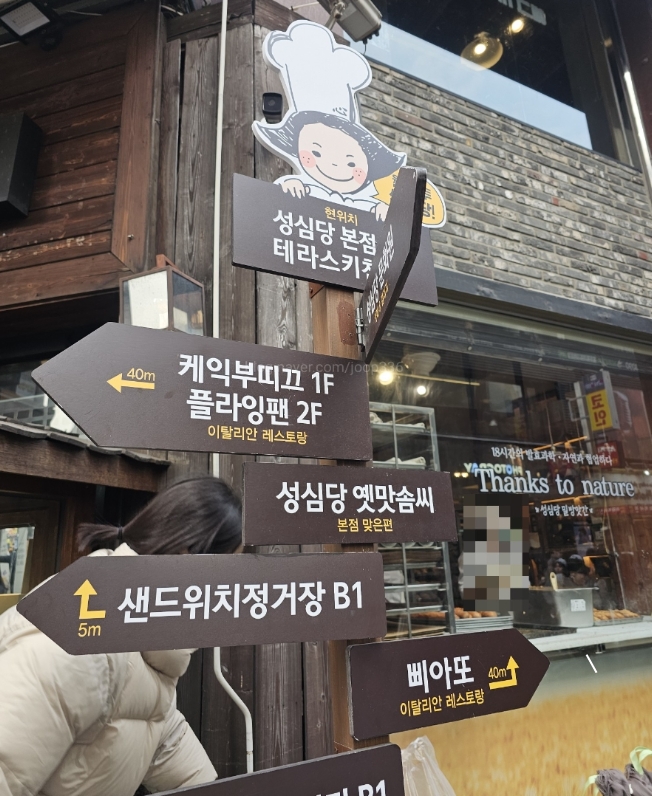 현위치
성심당 본점
테라스키친
40m
케익부띠끄 1F
플라잉팬 2F
이탈리안 레스토랑
성심당 옛맛솜씨
본점 맞은편
5m
샌드위치정거장 B1
삐아또
이탈리안 레스토랑
40m
B1
Thanks to nature